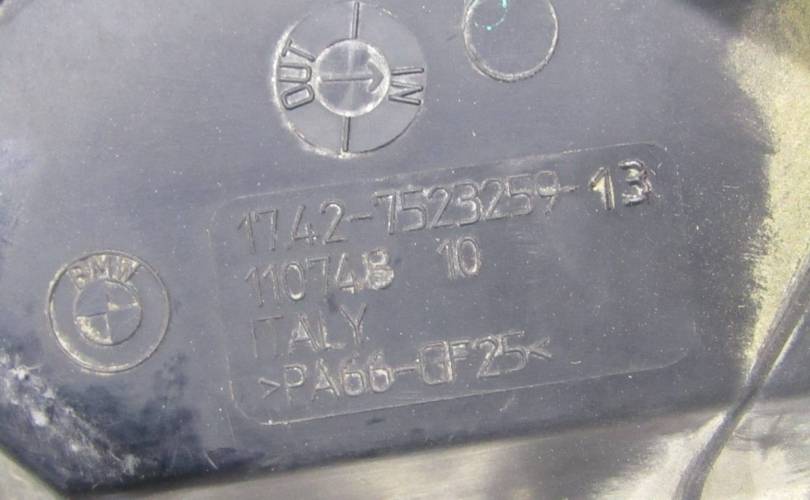 OUT IN
BMW
1742-7523259-13
110748 10
ITALY
>PA66-GF25<